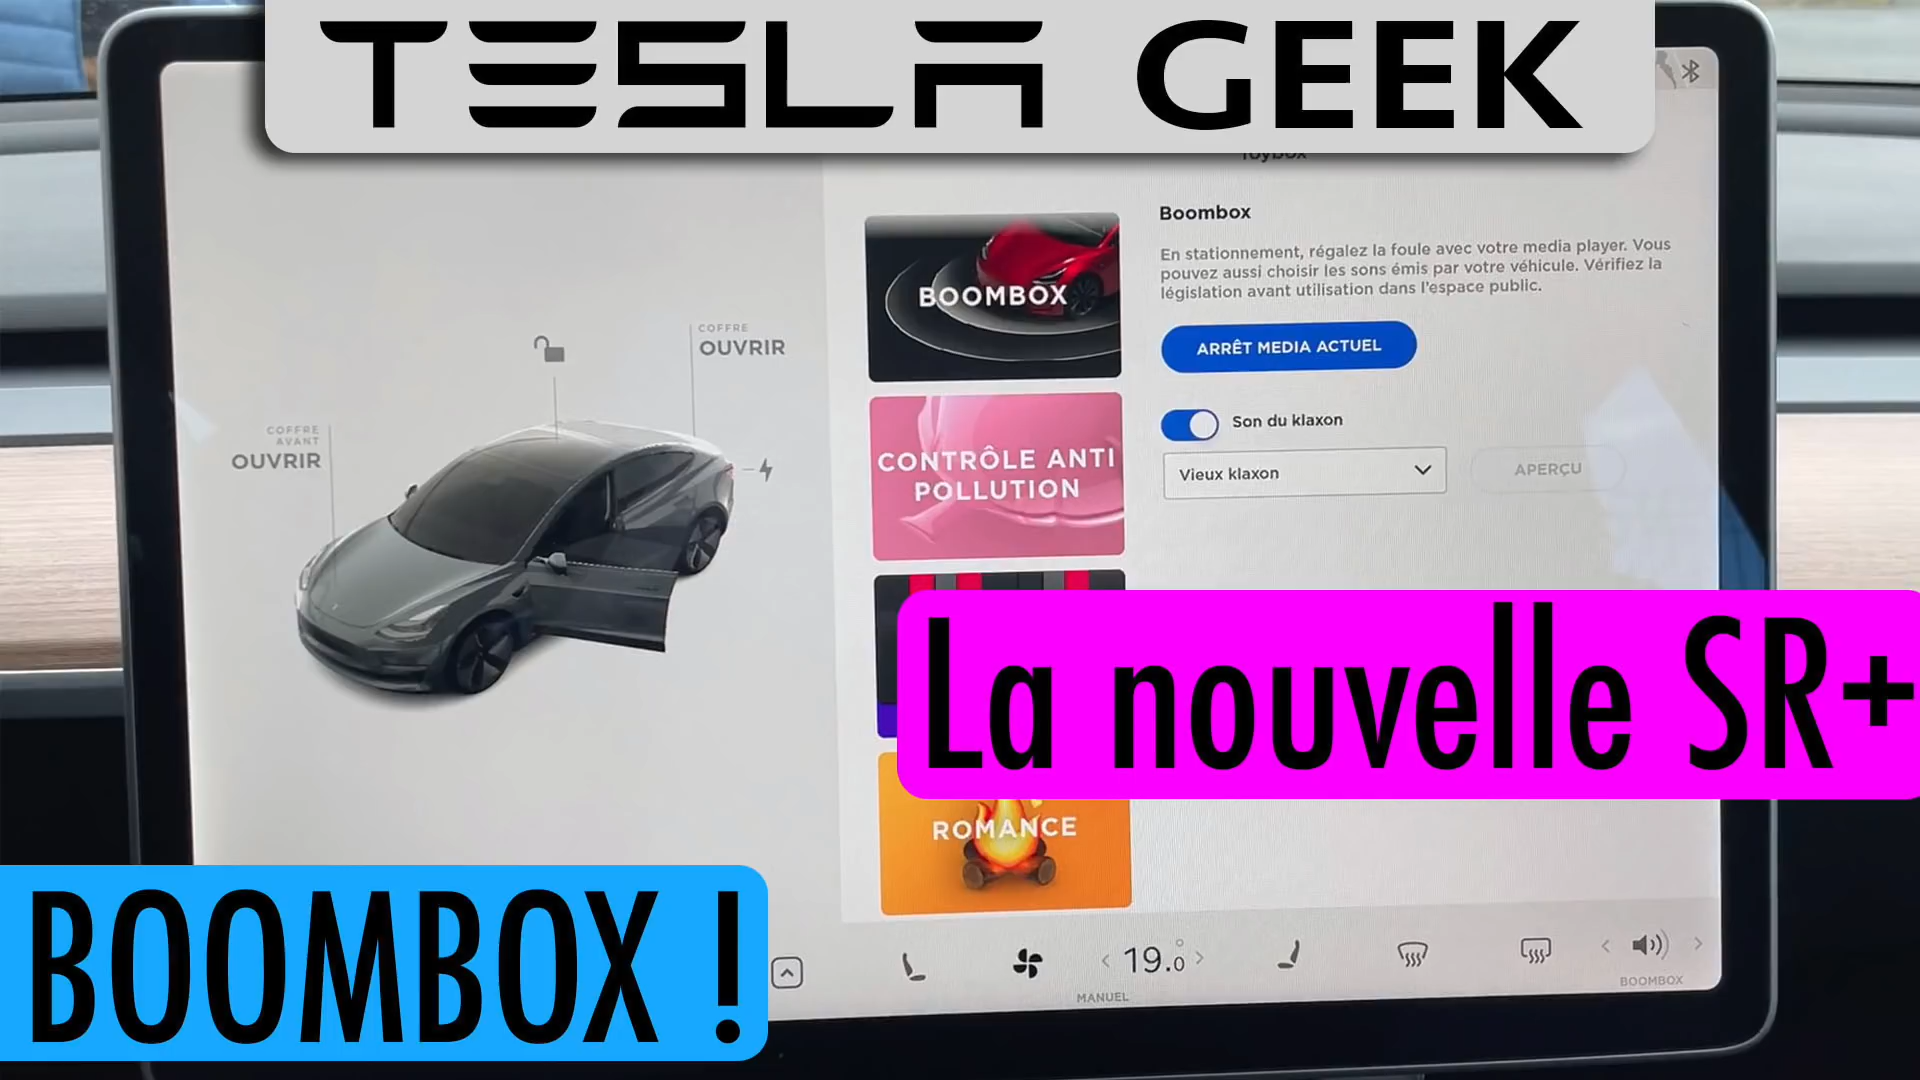 TESLA GEEK
Toybox
Boombox
En stationnement, régalez la foule avec votre media player. Vous
pouvez aussi choisir les sons émis par votre véhicule. Vérifiez la
législation avant utilisation dans l'espace public.
ARRÊT MEDIA ACTUEL
Son du klaxon
Vieux klaxon
APERÇU
BOOMBOX
CONTRÔLE ANTI
POLLUTION
ROMANCE
COFFRE
OUVRIR
COFFRE
AVANT
OUVRIR
La nouvelle SR+
BOOMBOX !
19.0
MANUEL
BOOMBOX